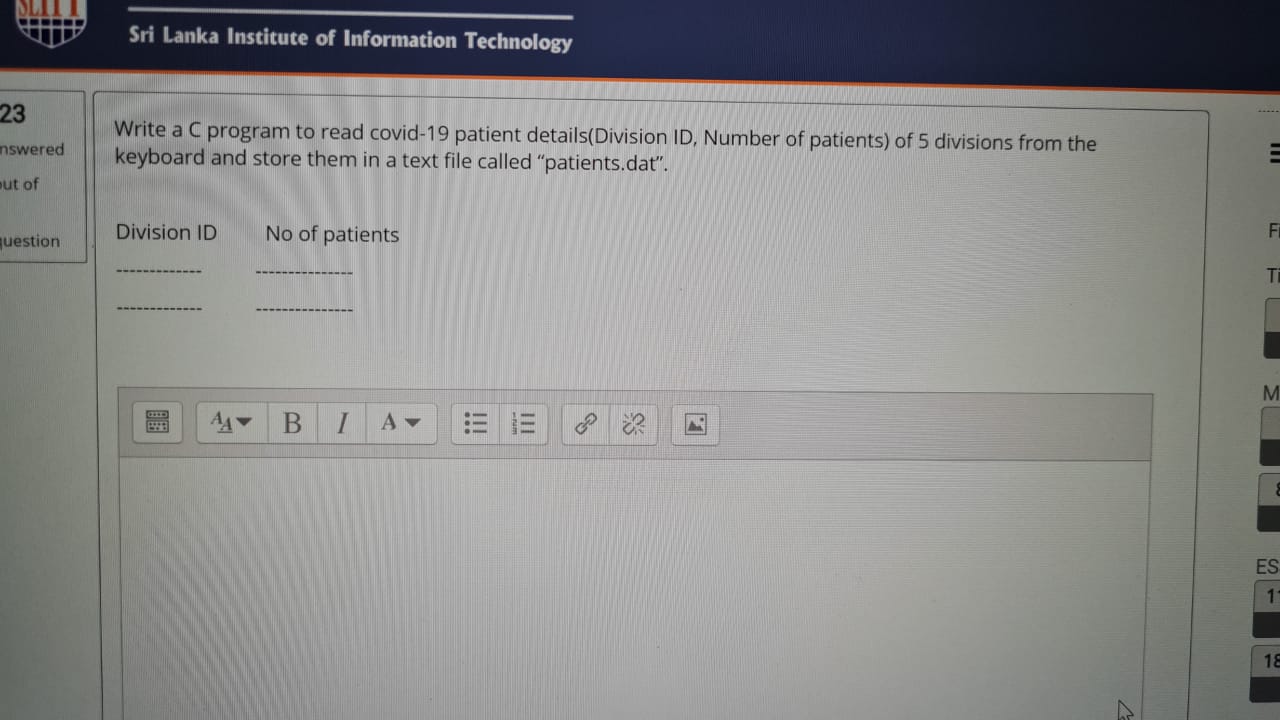 SLIIT
Sri Lanka Institute of Information Technology
23
nswered
out of
question
Write a C program to read covid-19 patient details(Division ID, Number of patients) of 5 divisions from the
keyboard and store them in a text file called “patients.dat”.
Division ID No of patients
------------- ---------------
------------- ---------------
B I A
Fi
Ti
M
8
ES
11
18